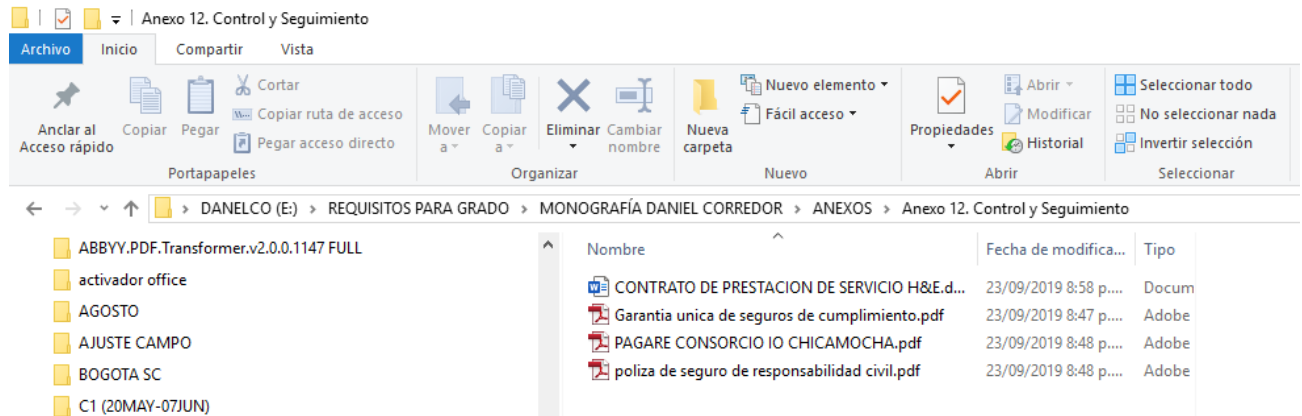 Anexo 12. Control y Seguimiento
Archivo Inicio Compartir Vista
Anclar al Acceso rápido
Copiar
Pegar
Cortar
Copiar ruta de acceso
Pegar acceso directo
Portapapeles
Mover a
Copiar a
Eliminar
Cambiar nombre
Organizar
Nueva carpeta
Nuevo elemento
Fácil acceso
Nuevo
Propiedades
Abrir
Modificar
Historial
Abrir
Seleccionar todo
No seleccionar nada
Invertir selección
Seleccionar
DANELCO (E:) > REQUISITOS PARA GRADO > MONOGRAFÍA DANIEL CORREDOR > ANEXOS > Anexo 12. Control y Seguimiento
ABBYY.PDF.Transformer.v2.0.0.1147 FULL
activador office
AGOSTO
AJUSTE CAMPO
BOGOTA SC
C1 (20MAY-07JUN)
Nombre Fecha de modifica... Tipo
CONTRATO DE PRESTACION DE SERVICIO H&E.d... 23/09/2019 8:58 p.... Docum
Garantia unica de seguros de cumplimiento.pdf 23/09/2019 8:47 p.... Adobe
PAGARE CONSORCIO IO CHICAMOCHA.pdf 23/09/2019 8:48 p.... Adobe
poliza de seguro de responsabilidad civil.pdf 23/09/2019 8:48 p.... Adobe